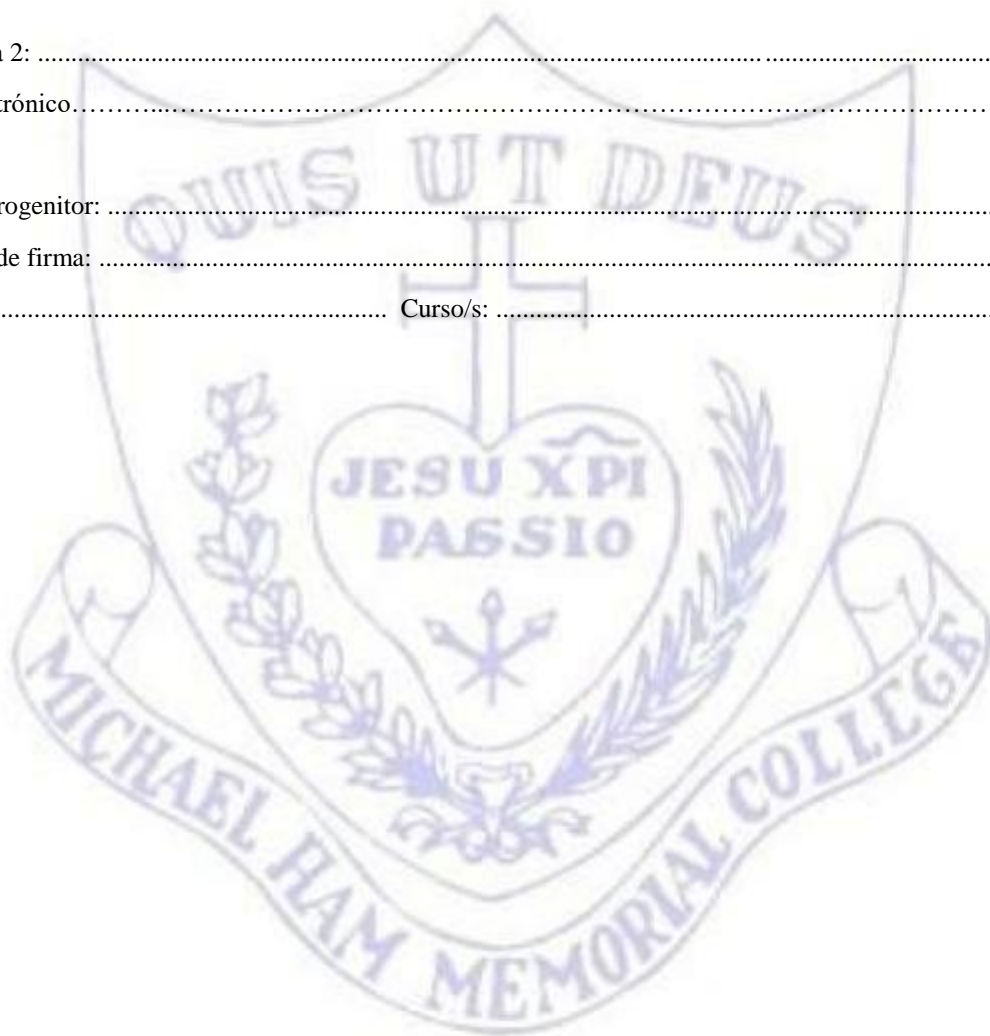 a 2: ....................................................................................................
trónico....................................................................................................
rogenitor: ....................................................................................................
de firma: ....................................................................................................
.................................................... Curso/s: ....................................................
QUIS UT DEUS
JESU XPI
PASSIO
MICHAEL HAM MEMORIAL COLLEGE